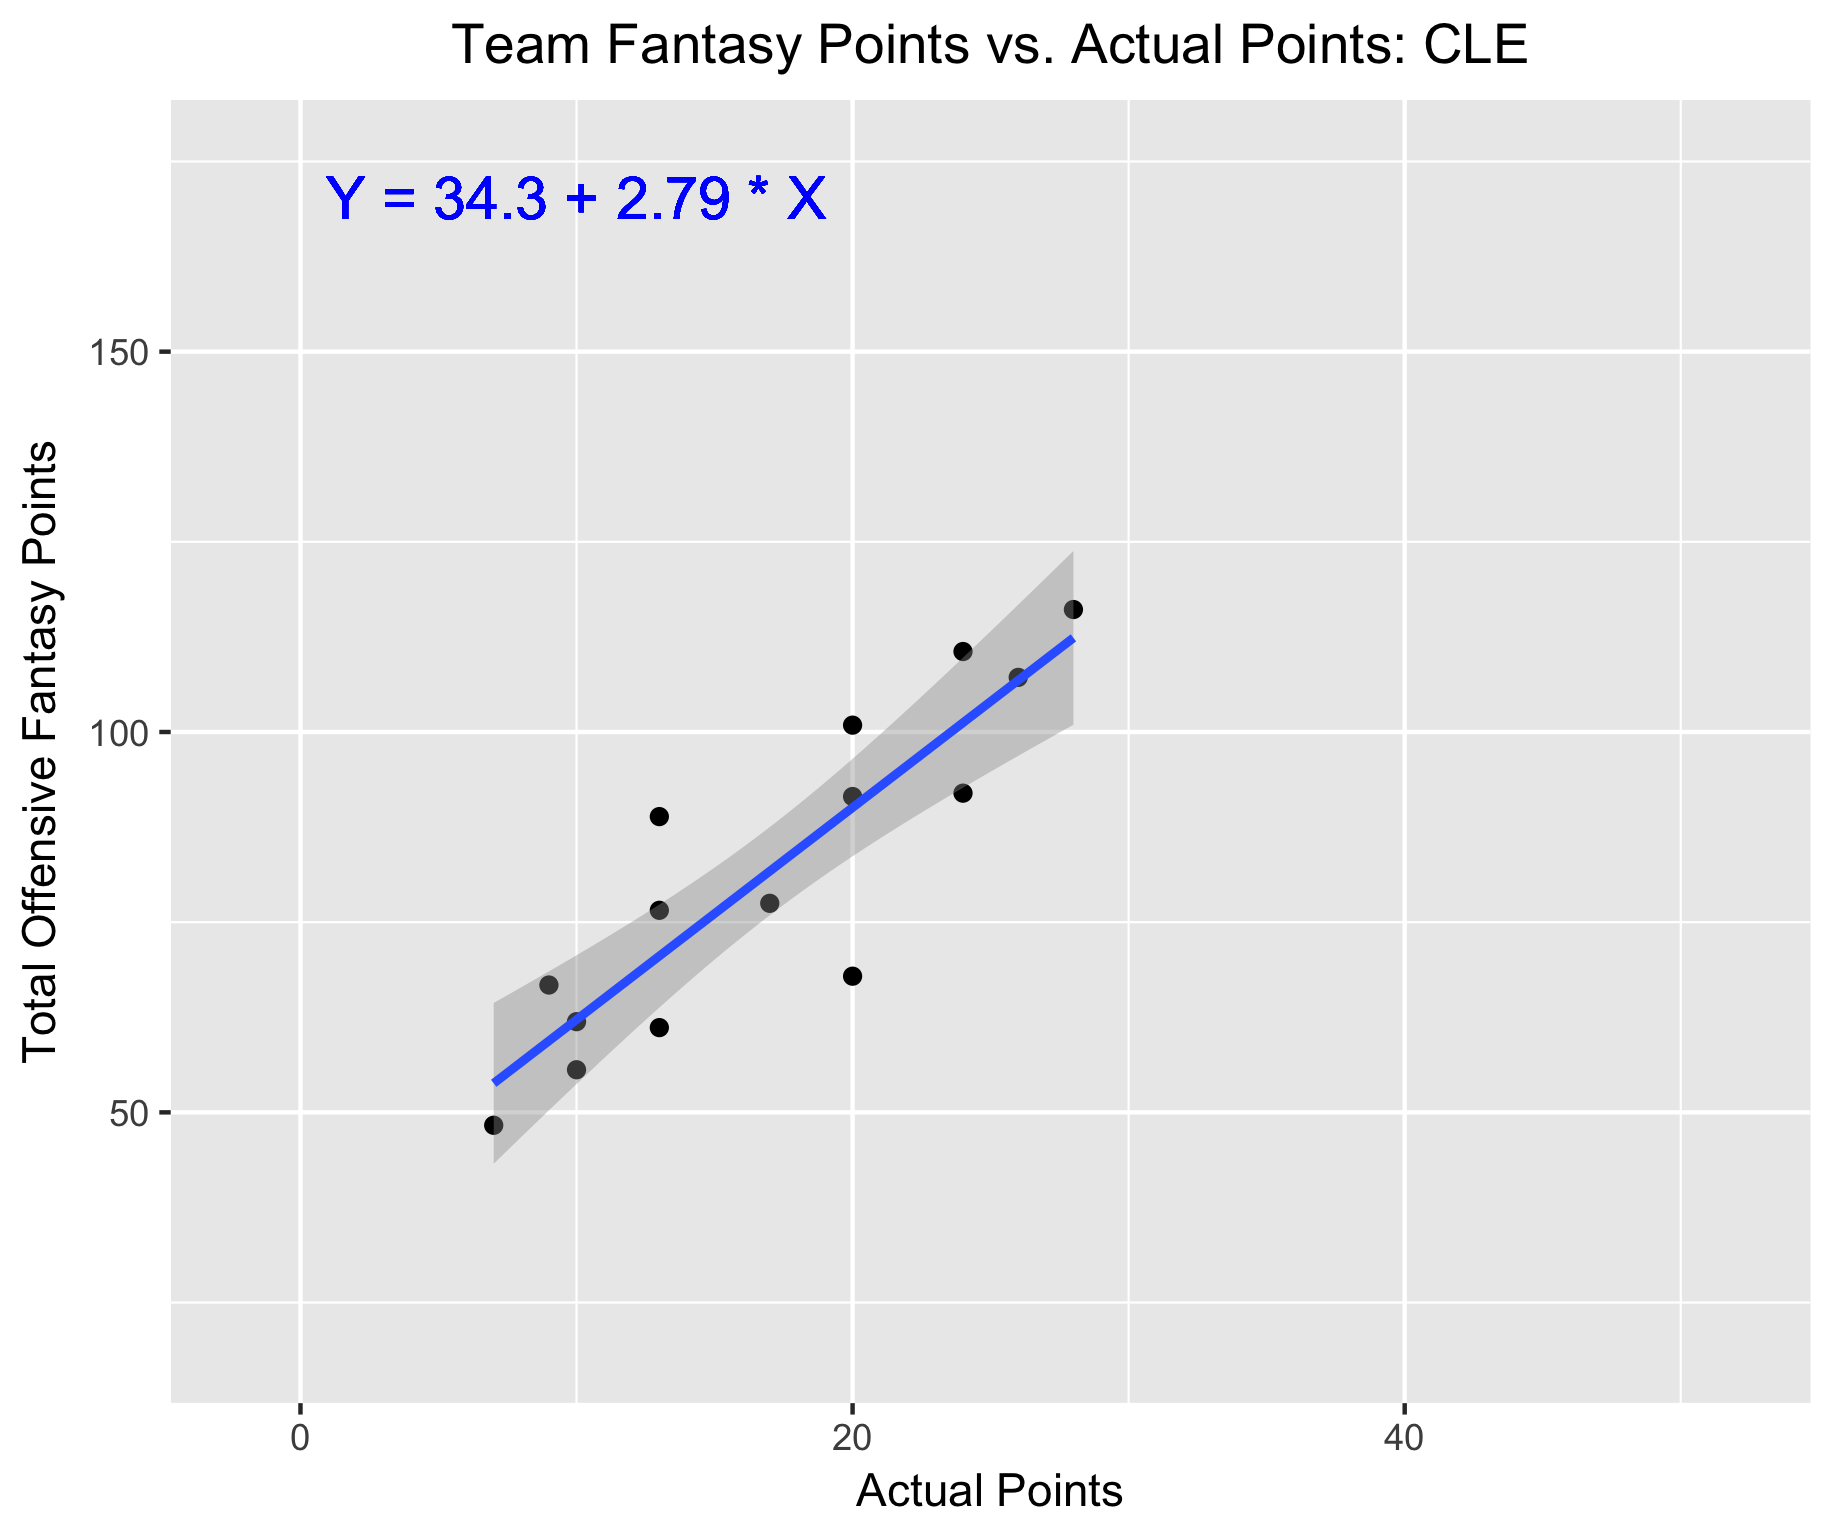 Team Fantasy Points vs. Actual Points: CLE
Y = 34.3 + 2.79 * X
150
100
50
Total Offensive Fantasy Points
0
20
40
Actual Points